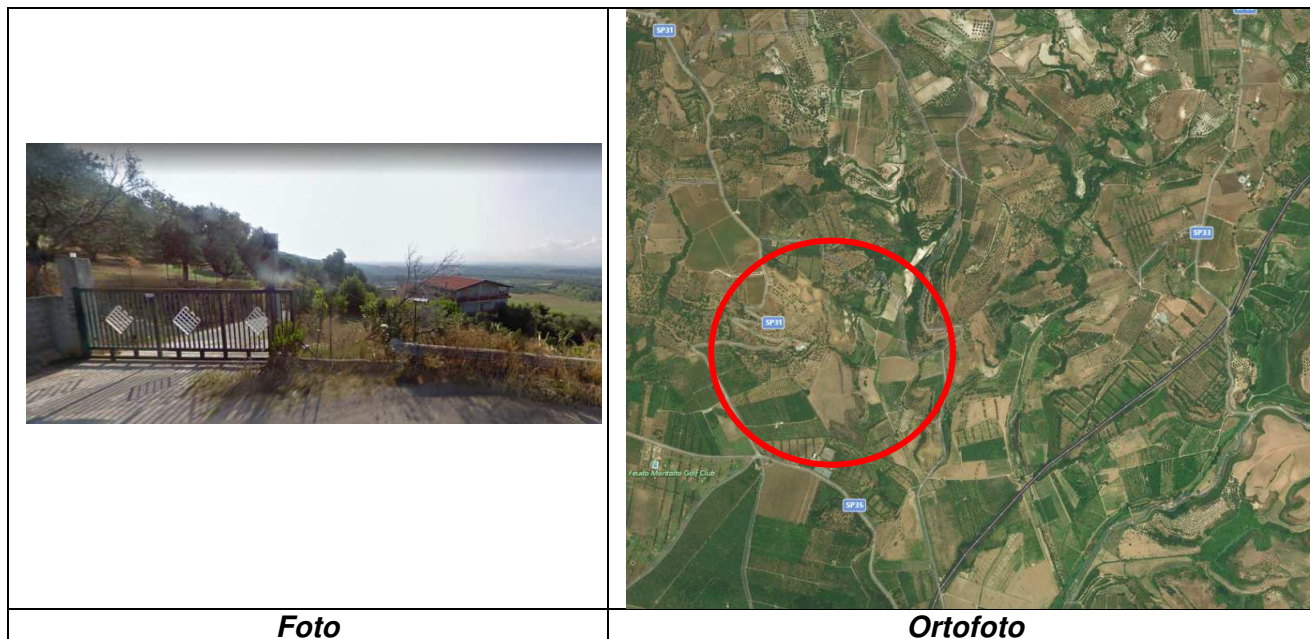 SP31
SP33
SP31
Feudo Montalto Golf Club
SP35
Foto
Ortofoto